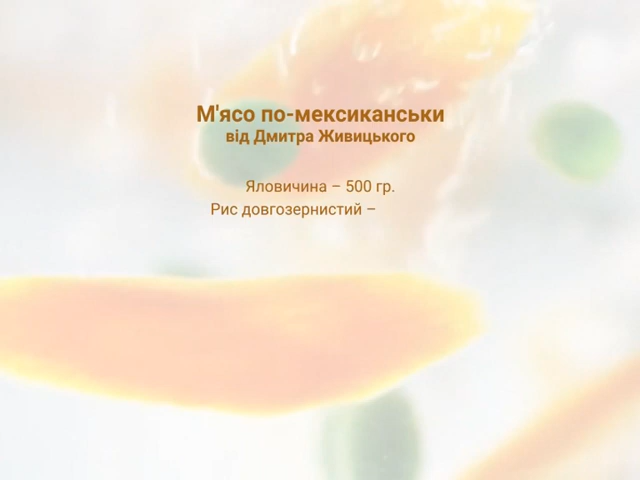 М'ясо по-мексиканськи
від Дмитра Живицького
Яловичина – 500 гр.
Рис довгозернистий –